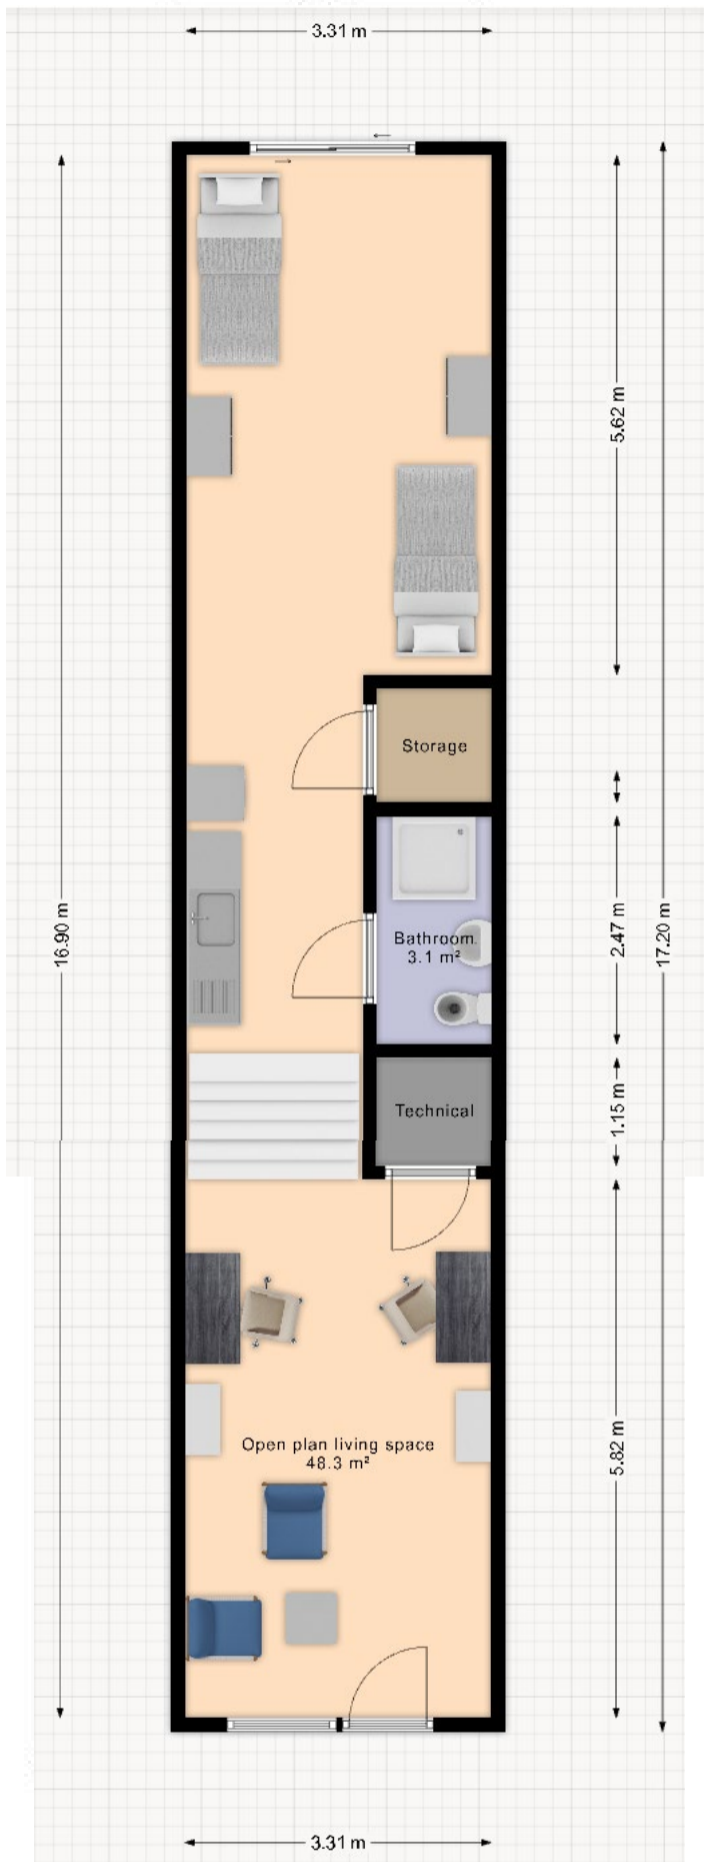 3.31 m
5.62 m
Storage
16.90 m
Bathroom
3.1 m²
2.47 m
17.20 m
Technical
1.15 m
Open plan living space
48.3 m²
5.82 m
3.31 m